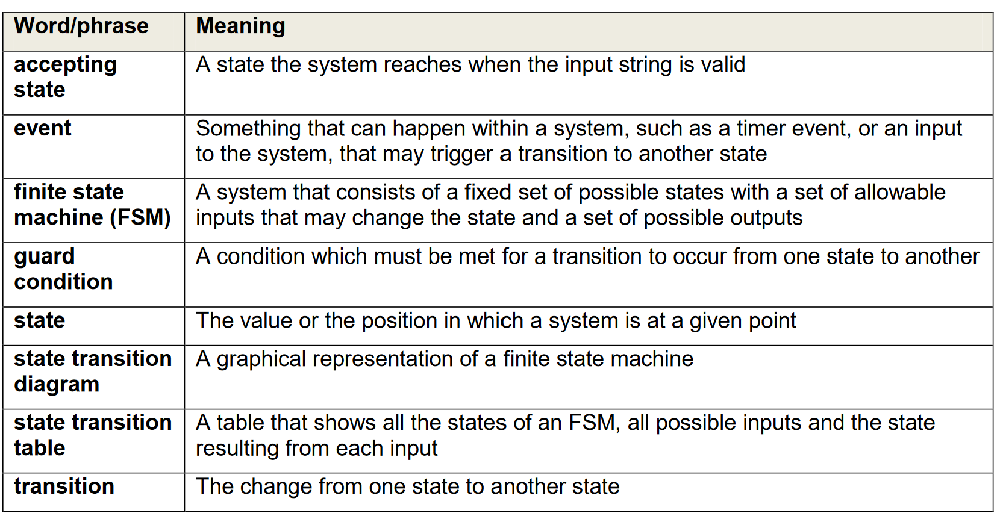 Word/phrase Meaning
accepting state A state the system reaches when the input string is valid
event Something that can happen within a system, such as a timer event, or an input
to the system, that may trigger a transition to another state
finite state machine (FSM) A system that consists of a fixed set of possible states with a set of allowable
inputs that may change the state and a set of possible outputs
guard condition A condition which must be met for a transition to occur from one state to another
state The value or the position in which a system is at a given point
state transition diagram A graphical representation of a finite state machine
state transition table A table that shows all the states of an FSM, all possible inputs and the state
resulting from each input
transition The change from one state to another state